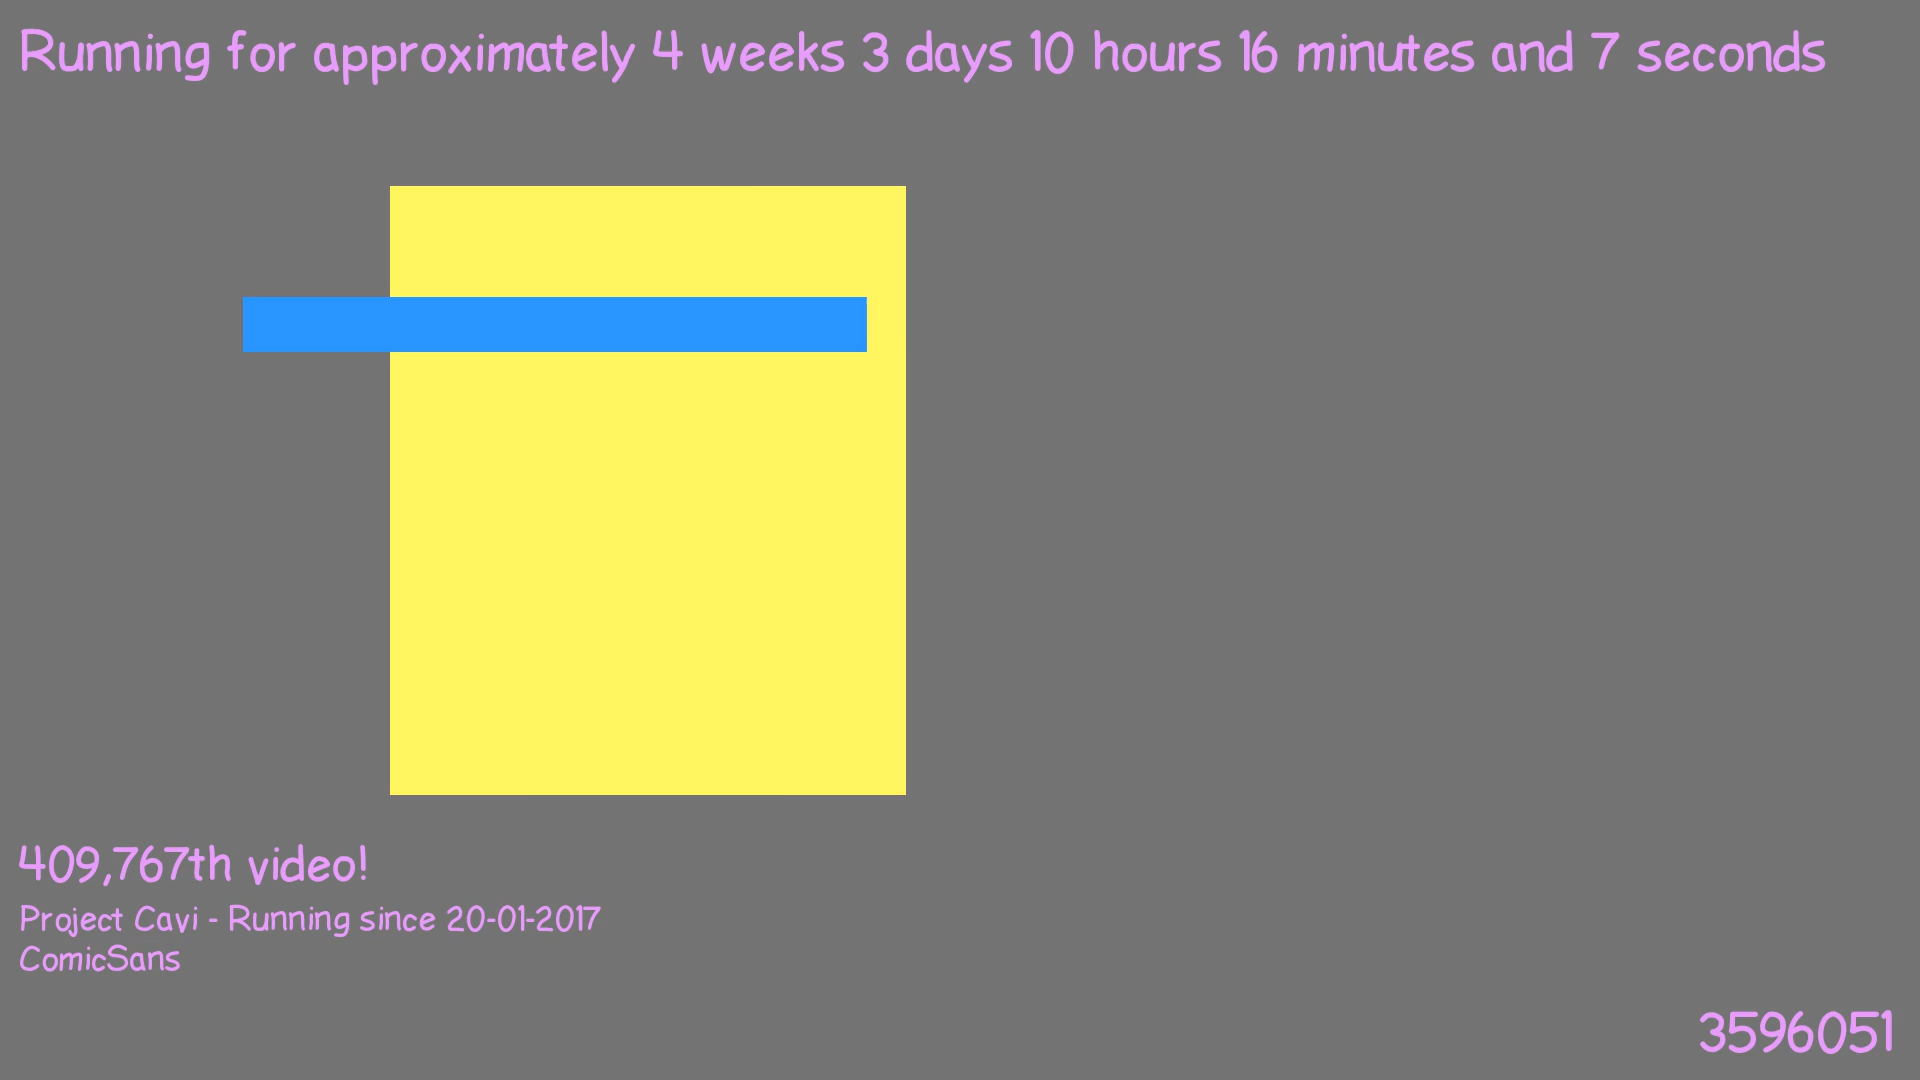 Running for approximately 4 weeks 3 days 10 hours 16 minutes and 7 seconds
409,767th video!
Project Cavi - Running since 20-01-2017
ComicSans
3596051